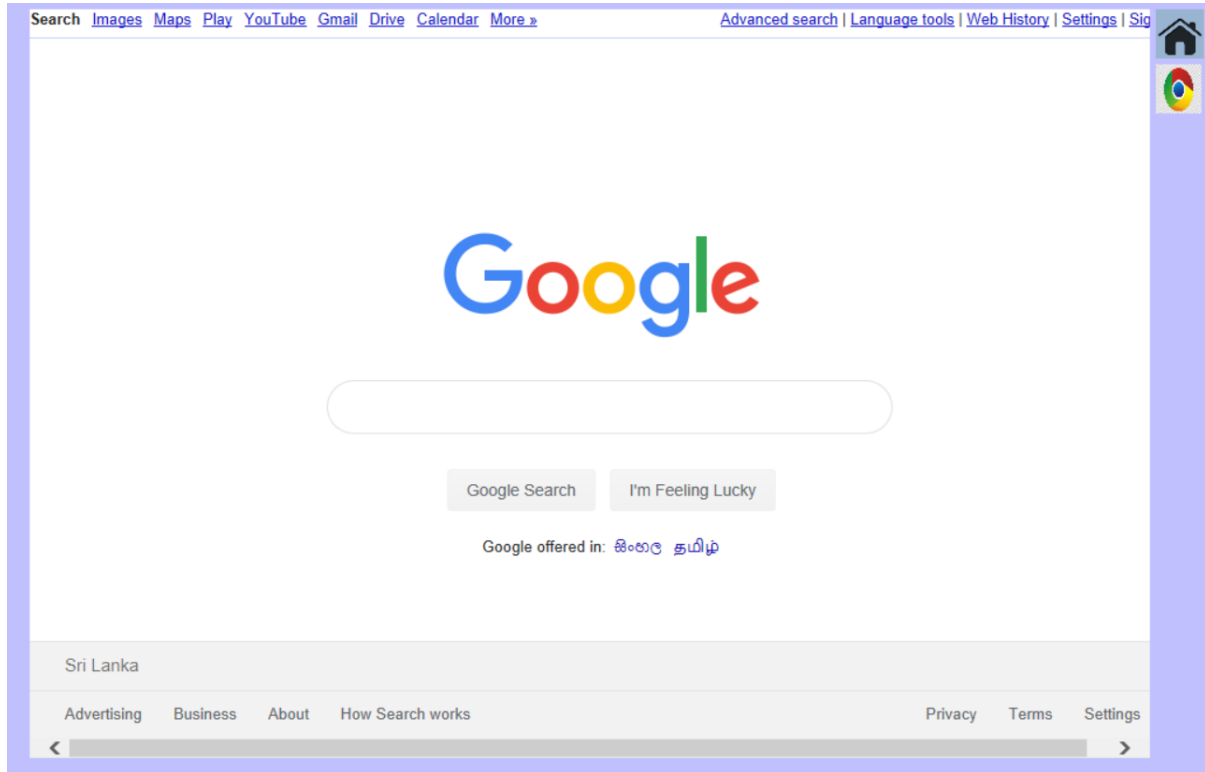 Search Images Maps Play YouTube Gmail Drive Calendar More » Advanced search | Language tools | Web History | Settings | Sig
Google
Google Search I'm Feeling Lucky
Google offered in: සිංහල தமிழ்
Sri Lanka
Advertising Business About How Search works Privacy Terms Settings